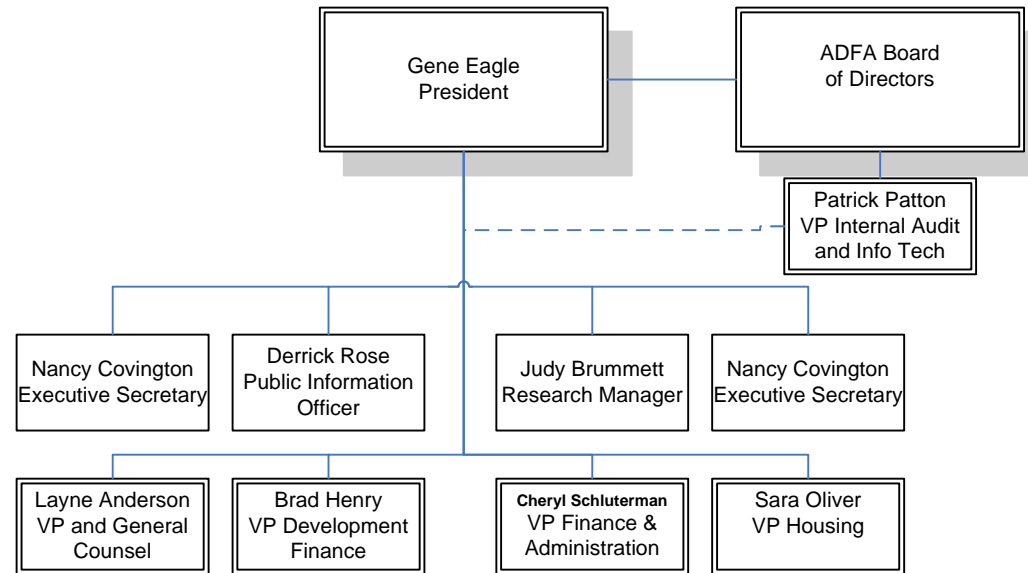 Gene Eagle
President
ADFA Board
of Directors
Patrick Patton
VP Internal Audit
and Info Tech
Nancy Covington
Executive Secretary
Derrick Rose
Public Information
Officer
Judy Brummett
Research Manager
Nancy Covington
Executive Secretary
Layne Anderson
VP and General
Counsel
Brad Henry
VP Development
Finance
Cheryl Schluterman
VP Finance &
Administration
Sara Oliver
VP Housing